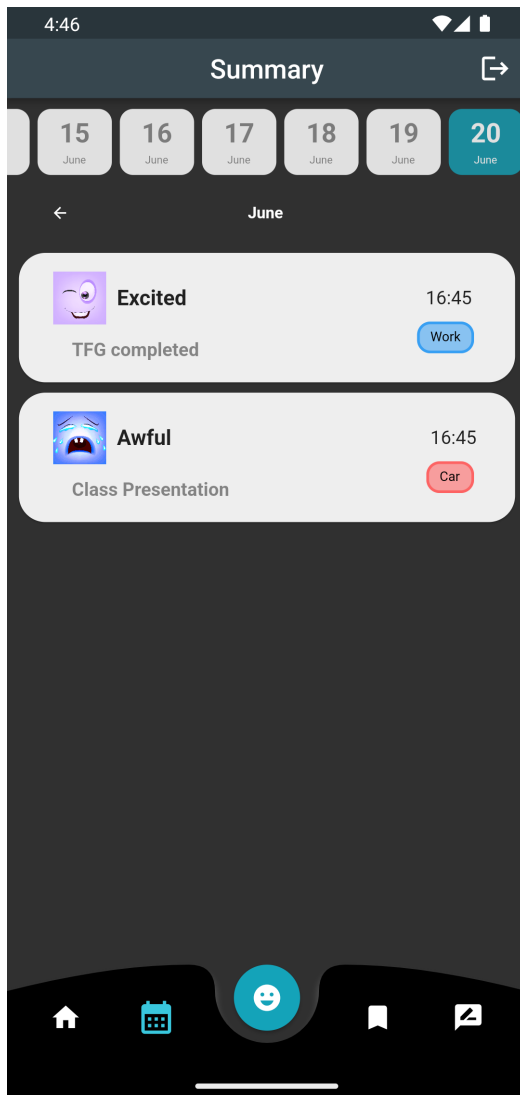 4:46
Summary
15 16 17 18 19 20
June June June June June June
June
Excited 16:45
Work
TFG completed
Awful 16:45
Car
Class Presentation